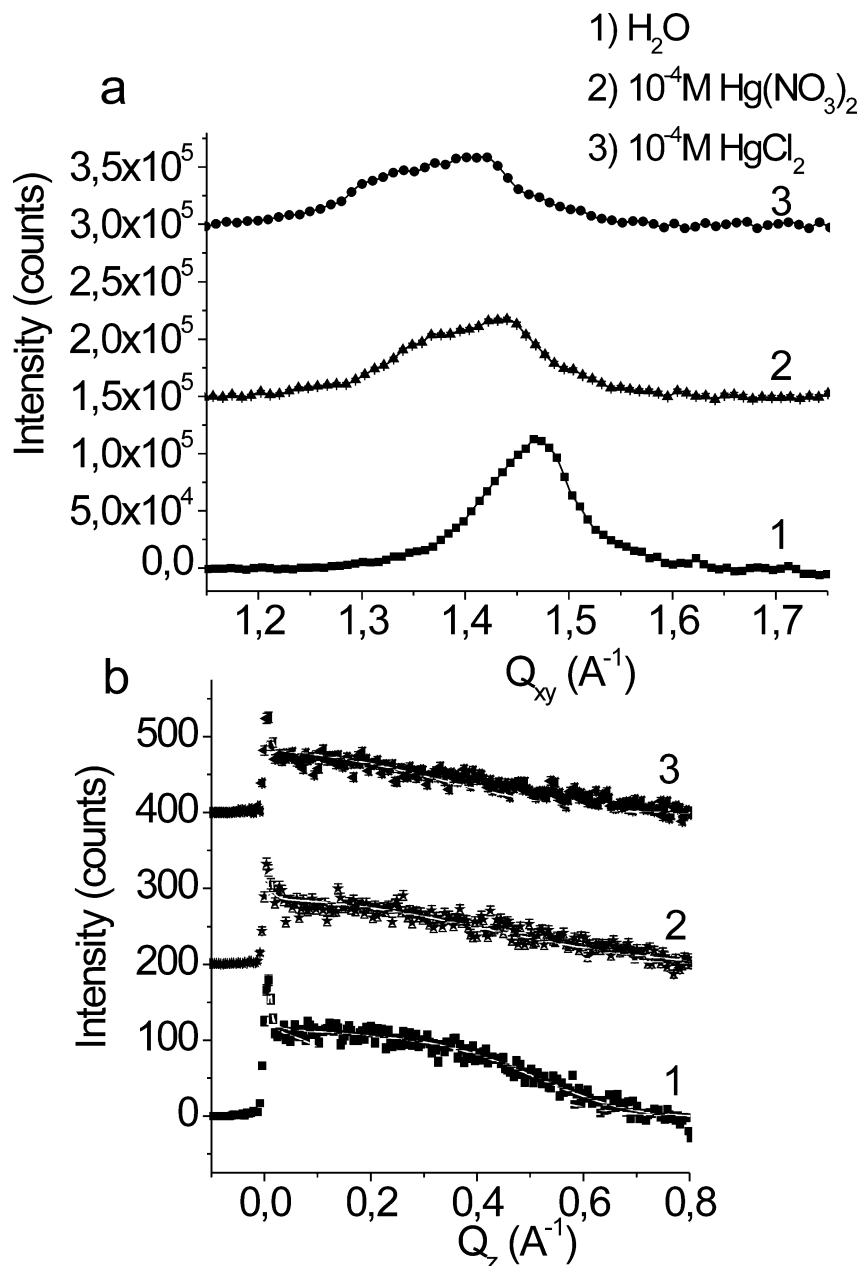 1) H₂O
a
2) 10⁻⁴M Hg(NO₃)₂
3) 10⁻⁴M HgCl₂
3,5x10⁵
3,0x10⁵
2,5x10⁵
2,0x10⁵
1,5x10⁵
1,0x10⁵
5,0x10⁴
0,0
Intensity (counts)
3
2
1
1,2 1,3 1,4 1,5 1,6 1,7
Qxy (A⁻¹)
b
500
400
300
200
100
0
Intensity (counts)
3
2
1
0,0 0,2 0,4 0,6 0,8
Qz (A⁻¹)